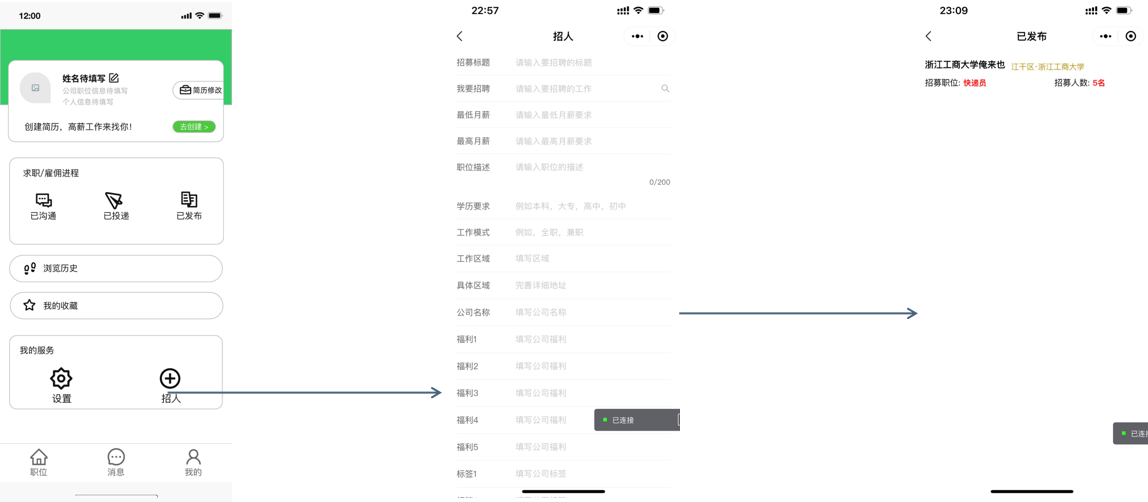 12:00
姓名待填写
公司职位信息待填写
个人信息待填写
简历修改
创建简历，高薪工作来找你！
去创建 >
求职/雇佣进程
已沟通
已投递
已发布
浏览历史
我的收藏
我的服务
设置
招人
职位
消息
我的
22:57
招人
招募标题 请输入要招聘的标题
我要招聘 请输入要招聘的工作
最低月薪 请输入最低月薪要求
最高月薪 请输入最高月薪要求
职位描述 请输入职位的描述
0/200
学历要求 例如本科，大专，高中，初中
工作模式 例如，全职，兼职
工作区域 填写区域
具体区域 完善详细地址
公司名称 填写公司名称
福利1 填写公司福利
福利2 填写公司福利
福利3 填写公司福利
福利4 填写公司福利
已连接
福利5 填写公司福利
标签1 填写公司标签
23:09
已发布
浙江工商大学俺来也 江干区-浙江工商大学
招募职位: 快递员 招募人数: 5名
已连